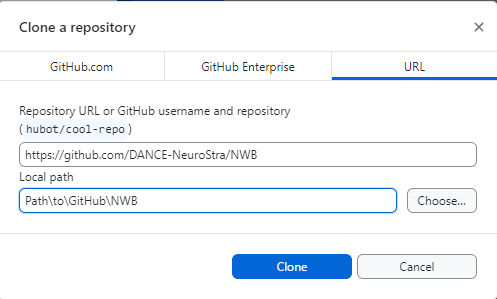 Clone a repository
GitHub.com
GitHub Enterprise
URL
Repository URL or GitHub username and repository
( hubot/cool-repo )
https://github.com/DANCE-NeuroStra/NWB
Local path
Path\to\GitHub\NWB
Choose...
Clone
Cancel